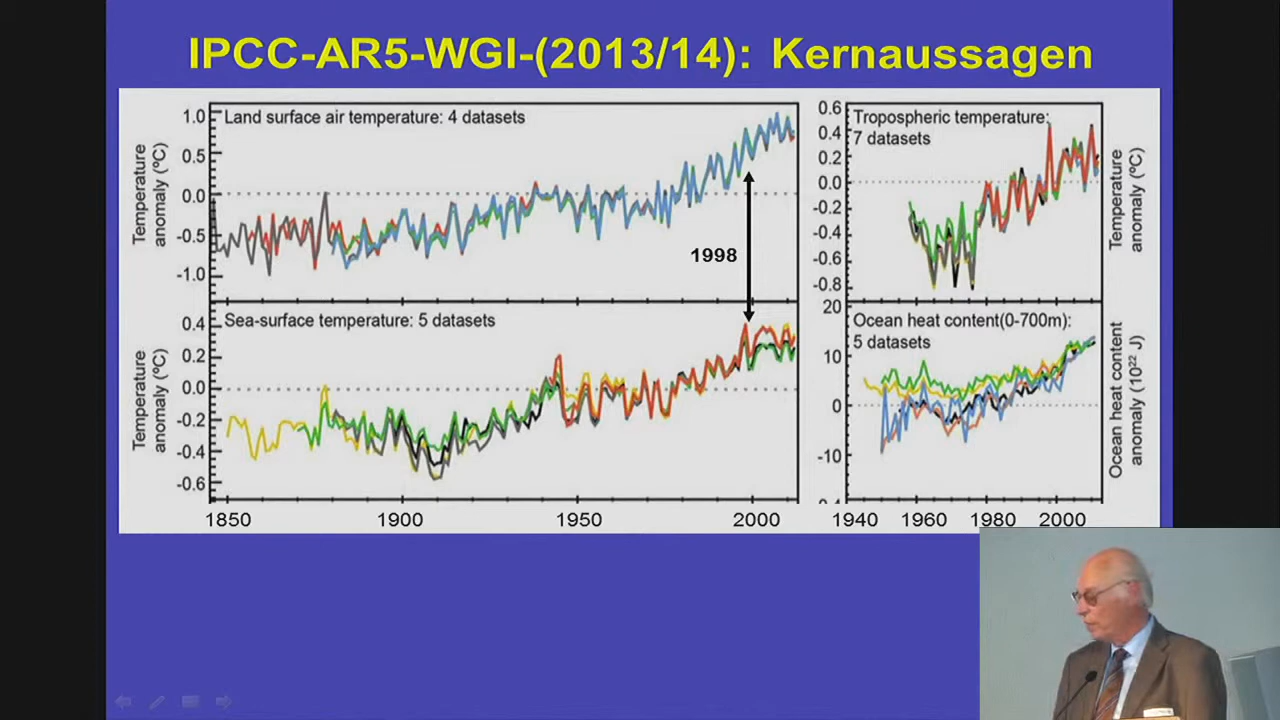 IPCC-AR5-WGI-(2013/14): Kernaussagen
Land surface air temperature: 4 datasets
Temperature
anomaly (ºC)
1.0
0.5
0.0
-0.5
-1.0
1998
Tropospheric temperature:
7 datasets
0.6
0.4
0.2
0.0
-0.2
-0.4
-0.6
-0.8
Temperature
anomaly (ºC)
Sea-surface temperature: 5 datasets
Temperature
anomaly (ºC)
0.4
0.2
0.0
-0.2
-0.4
-0.6
1850 1900 1950 2000
Ocean heat content(0-700m):
5 datasets
20
10
0
-10
Ocean heat content
anomaly (10²² J)
1940 1960 1980 2000